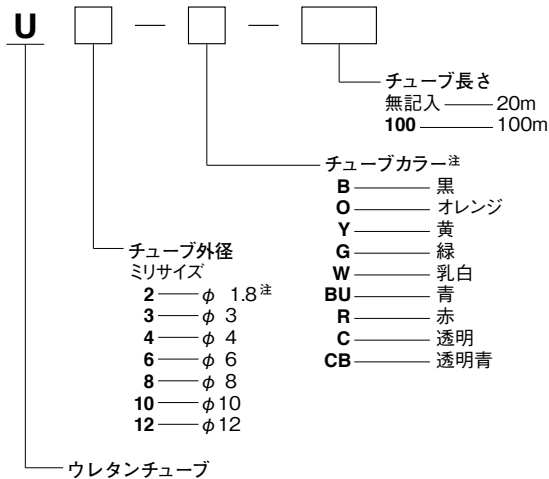 U □ — □ — □
チューブ長さ
無記入 20m
100 100m
チューブカラー注
B 黒
O オレンジ
Y 黄
G 緑
W 乳白
BU 青
R 赤
C 透明
CB 透明青
チューブ外径
ミリサイズ
2 φ 1.8注
3 φ 3
4 φ 4
6 φ 6
8 φ 8
10 φ10
12 φ12
ウレタンチューブ